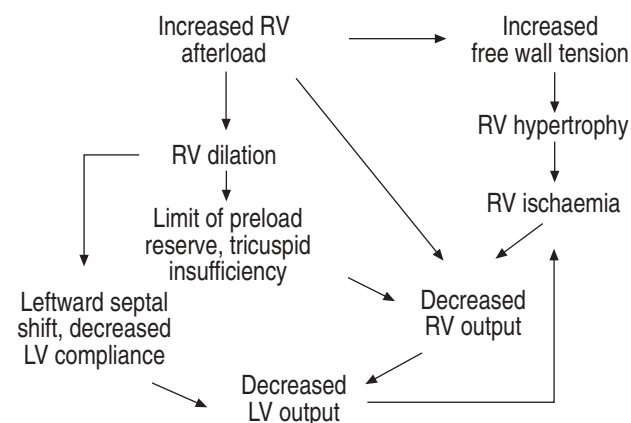 Increased RV
afterload
Increased
free wall tension
RV hypertrophy
RV dilation
RV ischaemia
Limit of preload
reserve, tricuspid
insufficiency
Leftward septal
shift, decreased
LV compliance
Decreased
RV output
Decreased
LV output